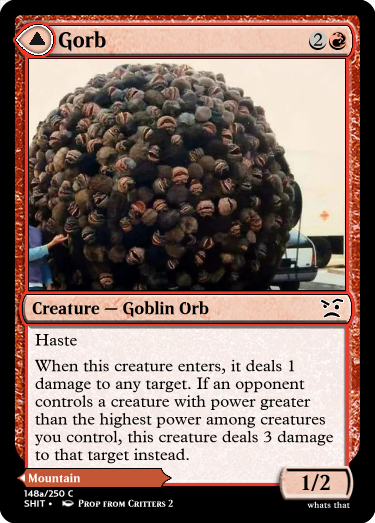 Gorb
2
Creature — Goblin Orb
Haste
When this creature enters, it deals 1
damage to any target. If an opponent
controls a creature with power greater
than the highest power among creatures
you control, this creature deals 3 damage
to that target instead.
Mountain
1/2
148a/250 C
SHIT • Prop from Critters 2
whats that